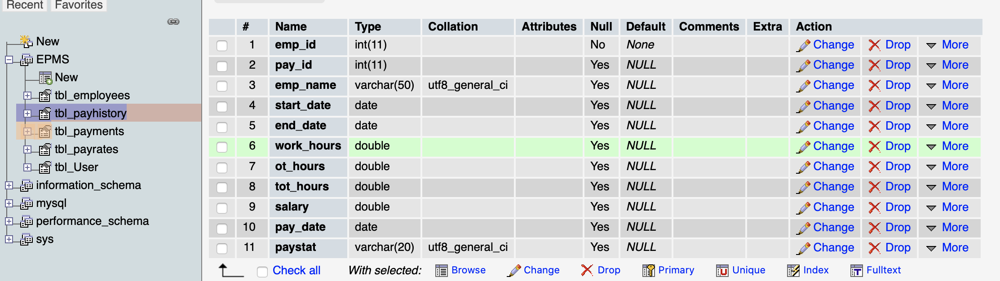 Recent Favorites
New
EPMS
New
tbl_employees
tbl_payhistory
tbl_payments
tbl_payrates
tbl_User
information_schema
mysql
performance_schema
sys
# Name Type Collation Attributes Null Default Comments Extra Action
1 emp_id int(11) No None Change Drop More
2 pay_id int(11) Yes NULL Change Drop More
3 emp_name varchar(50) utf8_general_ci Yes NULL Change Drop More
4 start_date date Yes NULL Change Drop More
5 end_date date Yes NULL Change Drop More
6 work_hours double Yes NULL Change Drop More
7 ot_hours double Yes NULL Change Drop More
8 tot_hours double Yes NULL Change Drop More
9 salary double Yes NULL Change Drop More
10 pay_date date Yes NULL Change Drop More
11 paystat varchar(20) utf8_general_ci Yes NULL Change Drop More
Check all With selected: Browse Change Drop Primary Unique Index Fulltext